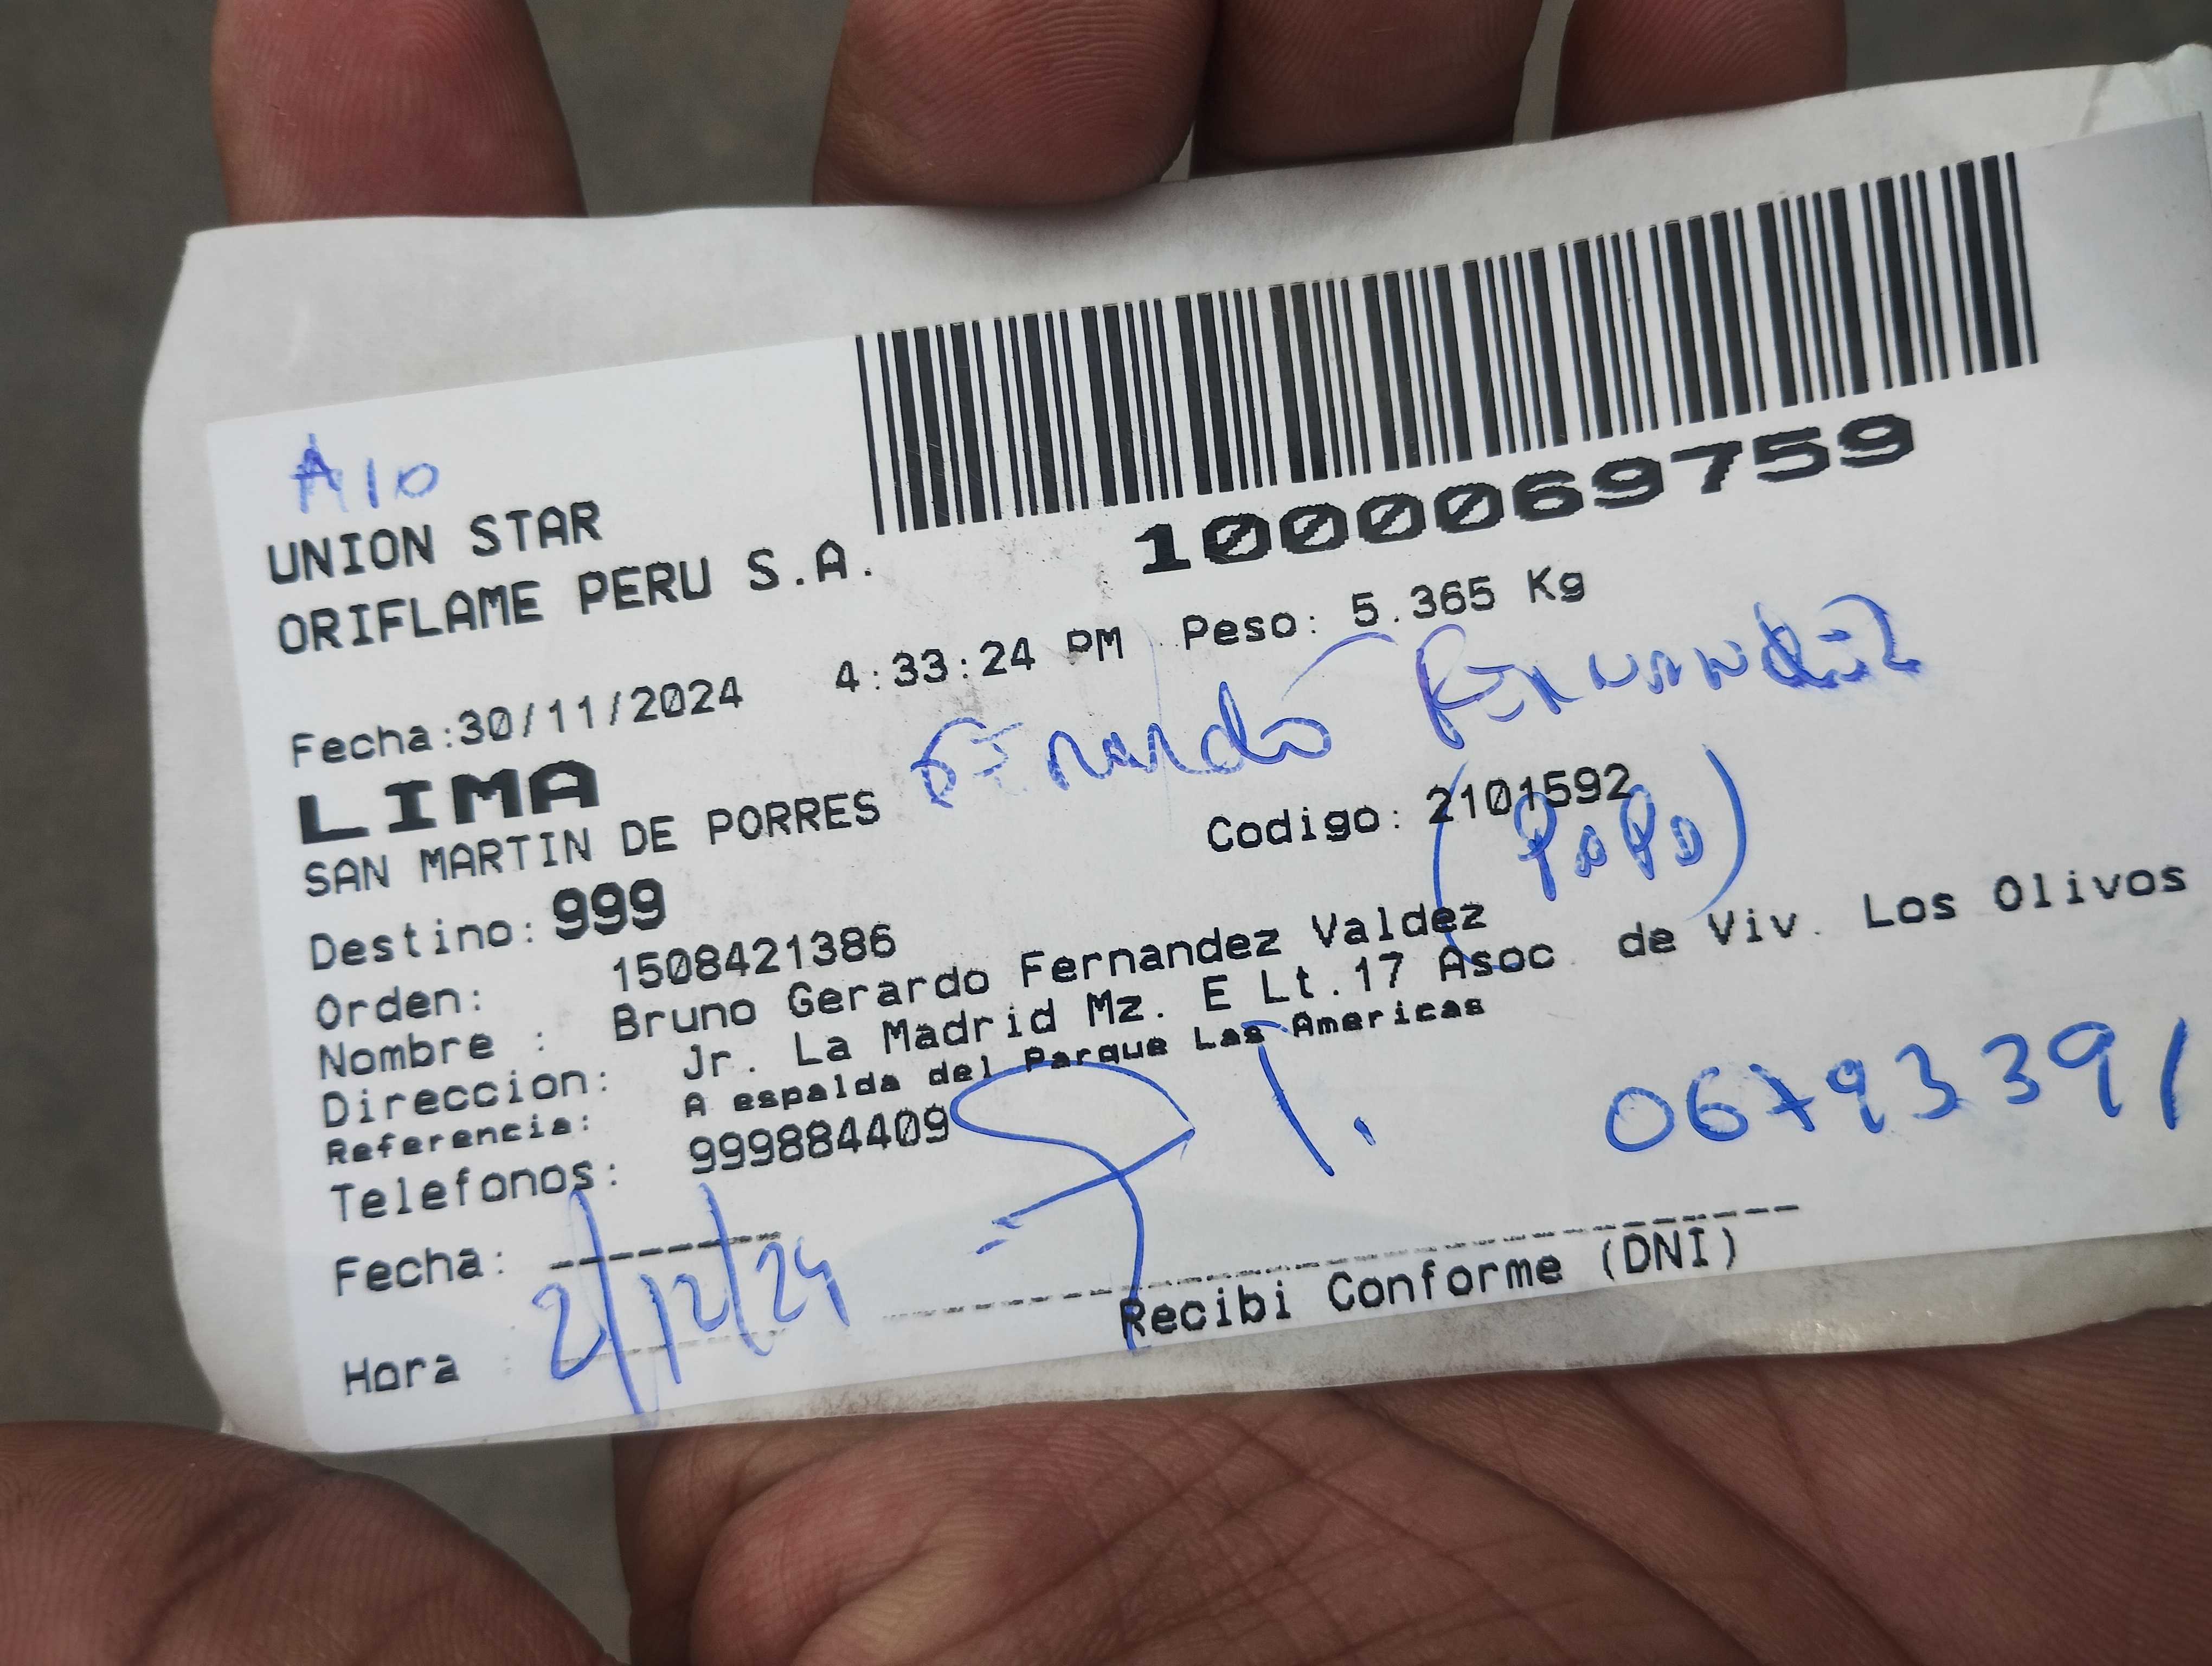 A10
UNION STAR
ORIFLAME PERU S.A.
1000069759
Fecha:30/11/2024 4:33:24 PM Peso: 5.365 Kg
LIMA
Fernandez
SAN MARTIN DE PORRES
Codigo: 2101592
(PAPA)
Destino: 999
Orden: 1508421386
Nombre : Bruno Gerardo Fernandez Valdez
Direccion: Jr. La Madrid Mz. E Lt.17 Asoc. de Viv. Los Olivos
Referencia: A espalda del Parque Las Americas
Telefonos: 999884409
06793391
Fecha:
2/12/24
Recibi Conforme (DNI)
Hora :